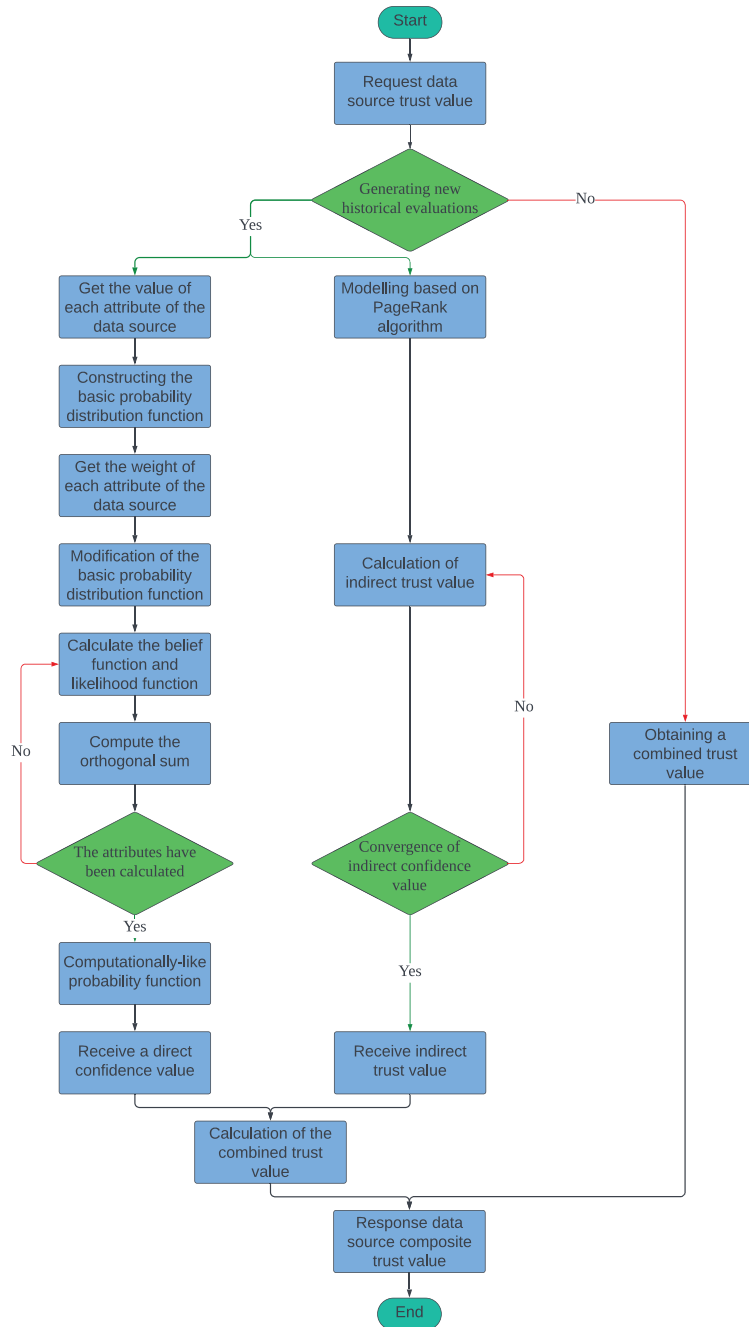 Start
Request data
source trust value
Generating new
historical evaluations
No
Yes
Get the value of
each attribute of the
data source
Modelling based on
PageRank
algorithm
Constructing the
basic probability
distribution function
Get the weight of
each attribute of the
data source
Modification of the
basic probability
distribution function
Calculation of
indirect trust value
Calculate the belief
function and
likelihood function
No
No
Compute the
orthogonal sum
Obtaining a
combined trust
value
The attributes have
been calculated
Convergence of
indirect confidence
value
Yes
Yes
Computationally-like
probability function
Receive a direct
confidence value
Receive indirect
trust value
Calculation of the
combined trust
value
Response data
source composite
trust value
End